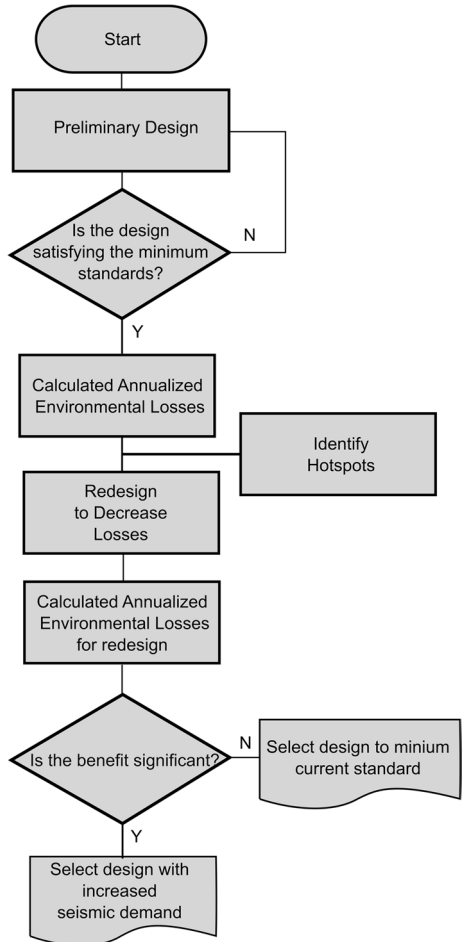 Start
Preliminary Design
Is the design
satisfying the minimum
standards?
N
Y
Calculated Annualized
Environmental Losses
Identify
Hotspots
Redesign
to Decrease
Losses
Calculated Annualized
Environmental Losses
for redesign
Is the benefit significant?
N
Select design to minium
current standard
Y
Select design with
increased
seismic demand